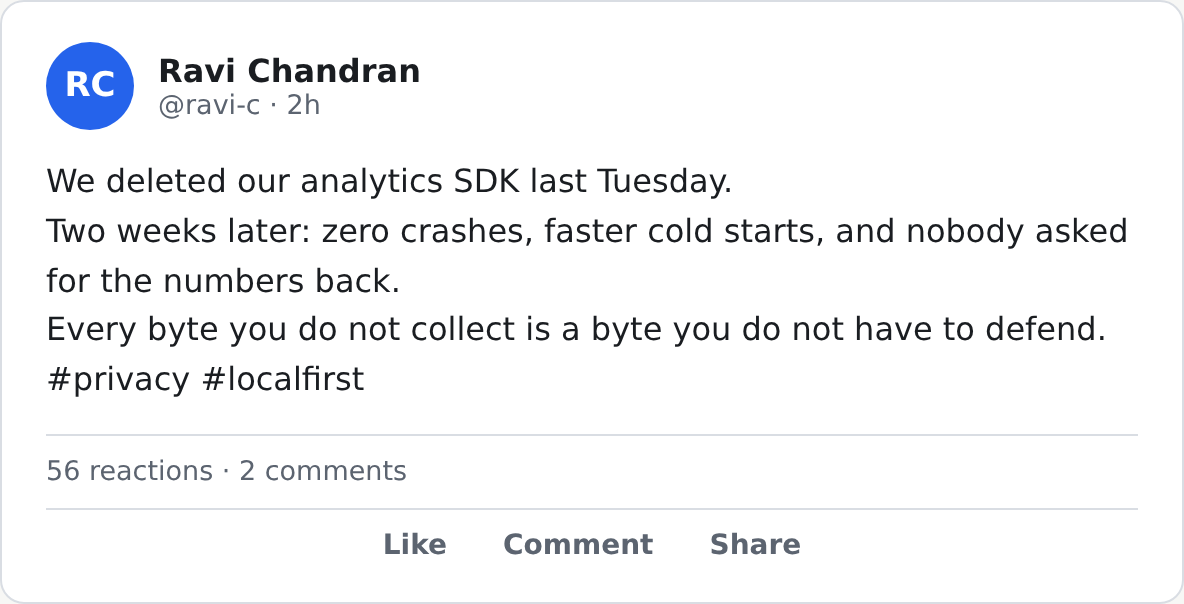 RC
Ravi Chandran
@ravi-c · 2h
We deleted our analytics SDK last Tuesday.
Two weeks later: zero crashes, faster cold starts, and nobody asked
for the numbers back.
Every byte you do not collect is a byte you do not have to defend.
#privacy #localfirst
56 reactions · 2 comments
Like Comment Share